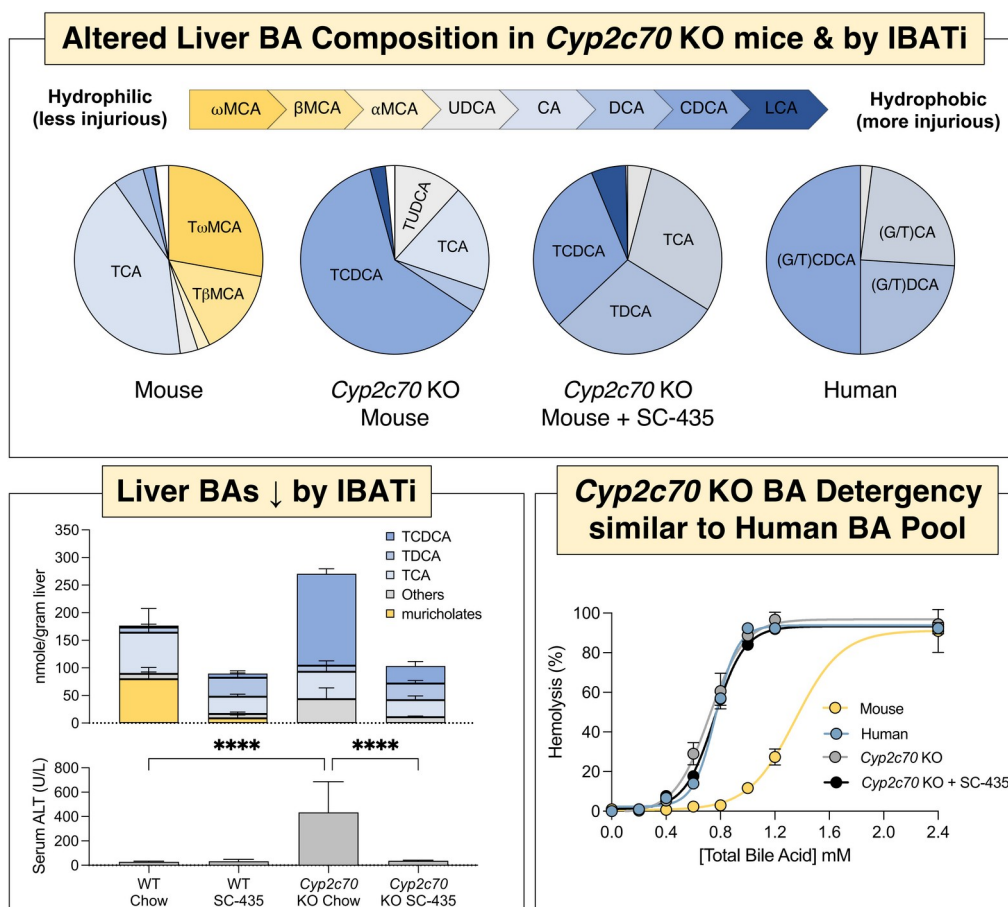 Altered Liver BA Composition in Cyp2c70 KO mice & by IBATi
Hydrophilic
(less injurious)
ωMCA
βMCA
αMCA
UDCA
CA
DCA
CDCA
LCA
Hydrophobic
(more injurious)
TωMCA
TβMCA
TCA
Mouse
TUDCA
TCA
TCDCA
Cyp2c70 KO
Mouse
TCA
TDCA
TCDCA
Cyp2c70 KO
Mouse + SC-435
(G/T)CA
(G/T)DCA
(G/T)CDCA
Human
Liver BAs ↓ by IBATi
350
300
250
200
150
100
50
0
nmole/gram liver
TCDCA
TDCA
TCA
Others
muricholates
****
****
800
600
400
200
0
Serum ALT (U/L)
WT
Chow
WT
SC-435
Cyp2c70
KO Chow
Cyp2c70
KO SC-435
Cyp2c70 KO BA Detergency
similar to Human BA Pool
100
80
60
40
20
0
Hemolysis (%)
Mouse
Human
Cyp2c70 KO
Cyp2c70 KO + SC-435
0.0
0.4
0.8
1.2
1.6
2.0
2.4
[Total Bile Acid] mM